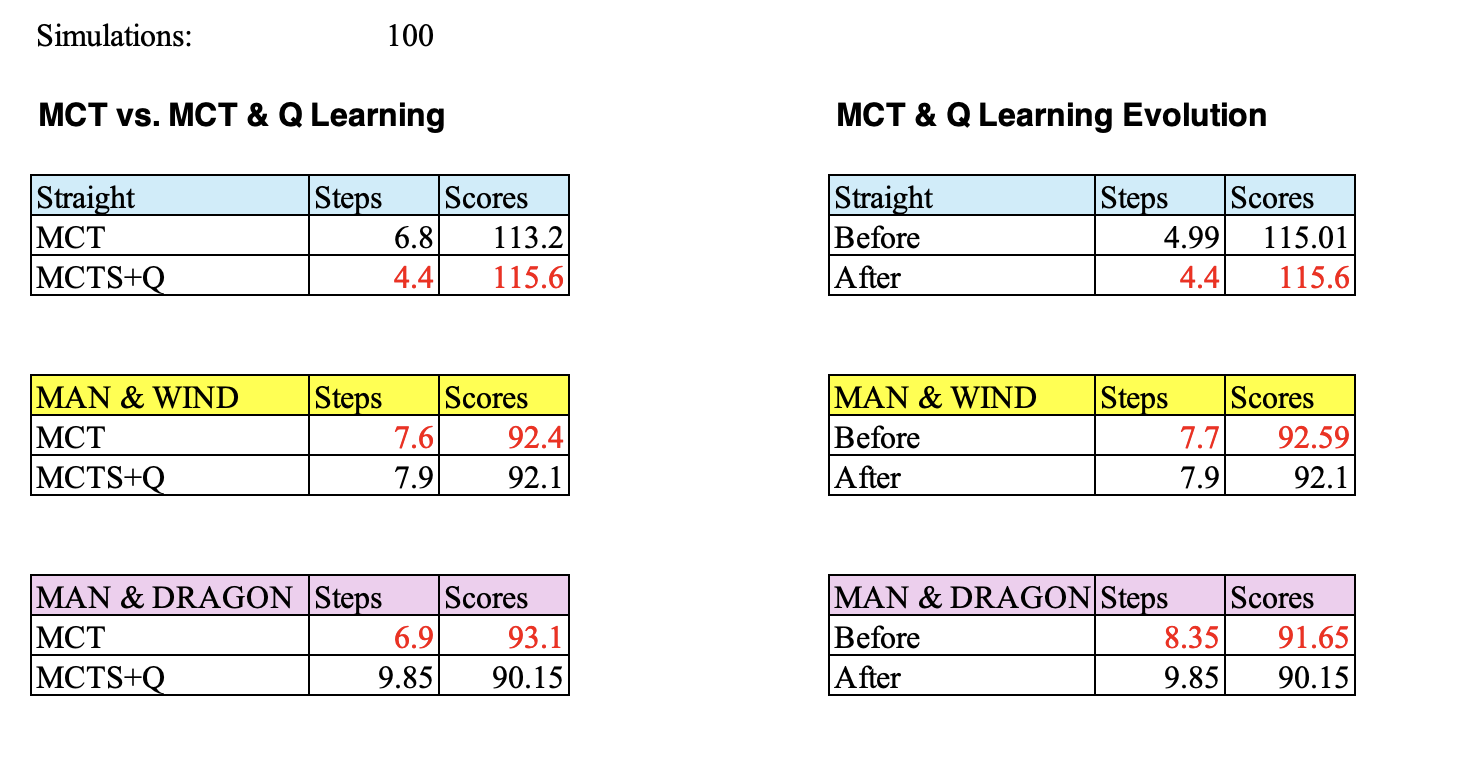 Simulations: 100
MCT vs. MCT & Q Learning
Straight Steps Scores
MCT 6.8 113.2
MCTS+Q 4.4 115.6
MAN & WIND Steps Scores
MCT 7.6 92.4
MCTS+Q 7.9 92.1
MAN & DRAGON Steps Scores
MCT 6.9 93.1
MCTS+Q 9.85 90.15
MCT & Q Learning Evolution
Straight Steps Scores
Before 4.99 115.01
After 4.4 115.6
MAN & WIND Steps Scores
Before 7.7 92.59
After 7.9 92.1
MAN & DRAGON Steps Scores
Before 8.35 91.65
After 9.85 90.15